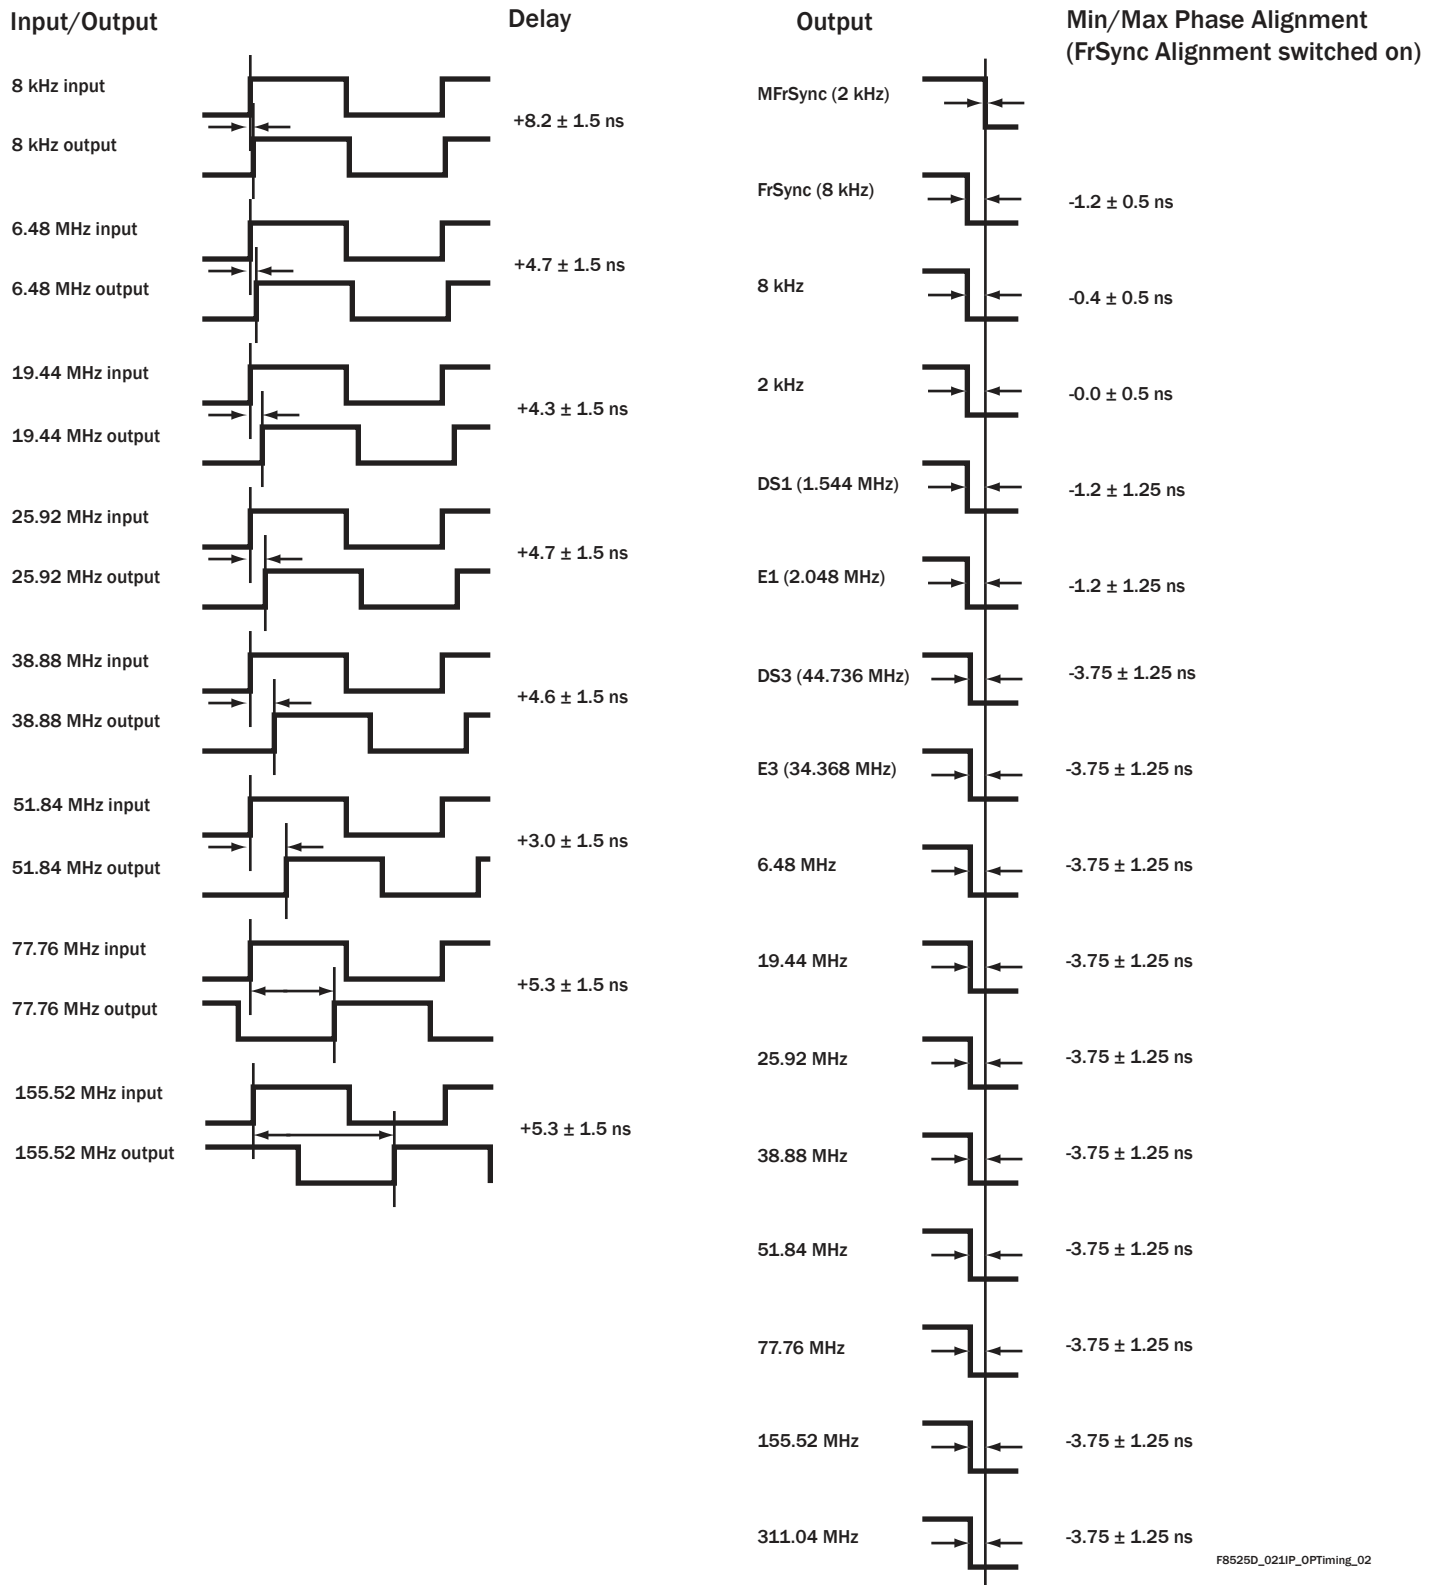 Input/Output
Delay
8 kHz input
8 kHz output
+8.2 ± 1.5 ns
6.48 MHz input
6.48 MHz output
+4.7 ± 1.5 ns
19.44 MHz input
19.44 MHz output
+4.3 ± 1.5 ns
25.92 MHz input
25.92 MHz output
+4.7 ± 1.5 ns
38.88 MHz input
38.88 MHz output
+4.6 ± 1.5 ns
51.84 MHz input
51.84 MHz output
+3.0 ± 1.5 ns
77.76 MHz input
77.76 MHz output
+5.3 ± 1.5 ns
155.52 MHz input
155.52 MHz output
+5.3 ± 1.5 ns
Output
Min/Max Phase Alignment
(FrSync Alignment switched on)
MFrSync (2 kHz)
FrSync (8 kHz)
-1.2 ± 0.5 ns
8 kHz
-0.4 ± 0.5 ns
2 kHz
-0.0 ± 0.5 ns
DS1 (1.544 MHz)
-1.2 ± 1.25 ns
E1 (2.048 MHz)
-1.2 ± 1.25 ns
DS3 (44.736 MHz)
-3.75 ± 1.25 ns
E3 (34.368 MHz)
-3.75 ± 1.25 ns
6.48 MHz
-3.75 ± 1.25 ns
19.44 MHz
-3.75 ± 1.25 ns
25.92 MHz
-3.75 ± 1.25 ns
38.88 MHz
-3.75 ± 1.25 ns
51.84 MHz
-3.75 ± 1.25 ns
77.76 MHz
-3.75 ± 1.25 ns
155.52 MHz
-3.75 ± 1.25 ns
311.04 MHz
-3.75 ± 1.25 ns
F8525D_021IP_OPTiming_02